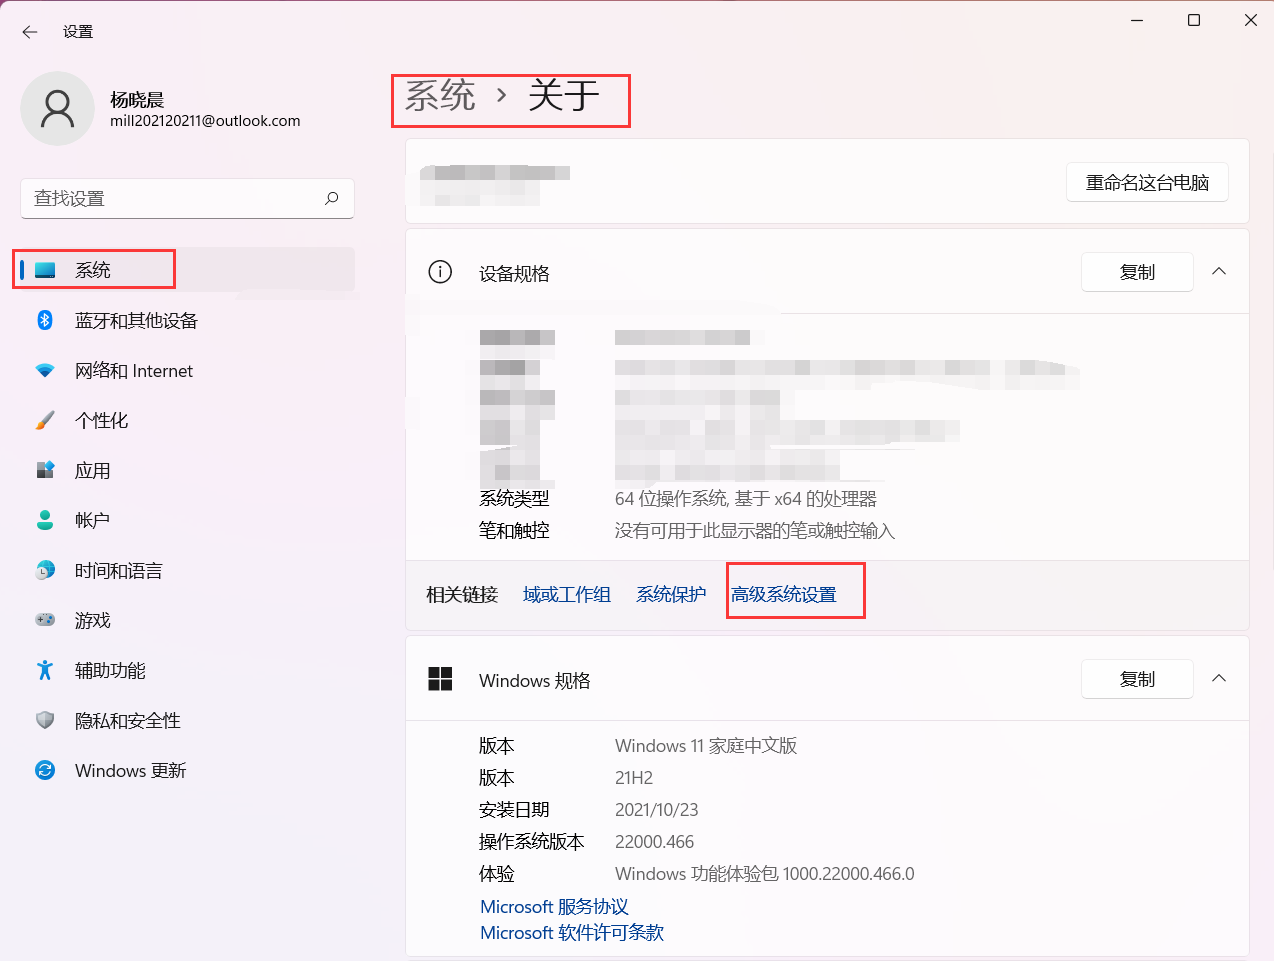 设置
杨晓晨
mill202120211@outlook.com
查找设置
系统
蓝牙和其他设备
网络和 Internet
个性化
应用
帐户
时间和语言
游戏
辅助功能
隐私和安全性
Windows 更新
系统 › 关于
重命名这台电脑
设备规格
复制
系统类型 64 位操作系统, 基于 x64 的处理器
笔和触控 没有可用于此显示器的笔或触控输入
相关链接 域或工作组 系统保护 高级系统设置
Windows 规格
复制
版本 Windows 11 家庭中文版
版本 21H2
安装日期 2021/10/23
操作系统版本 22000.466
体验 Windows 功能体验包 1000.22000.466.0
Microsoft 服务协议
Microsoft 软件许可条款